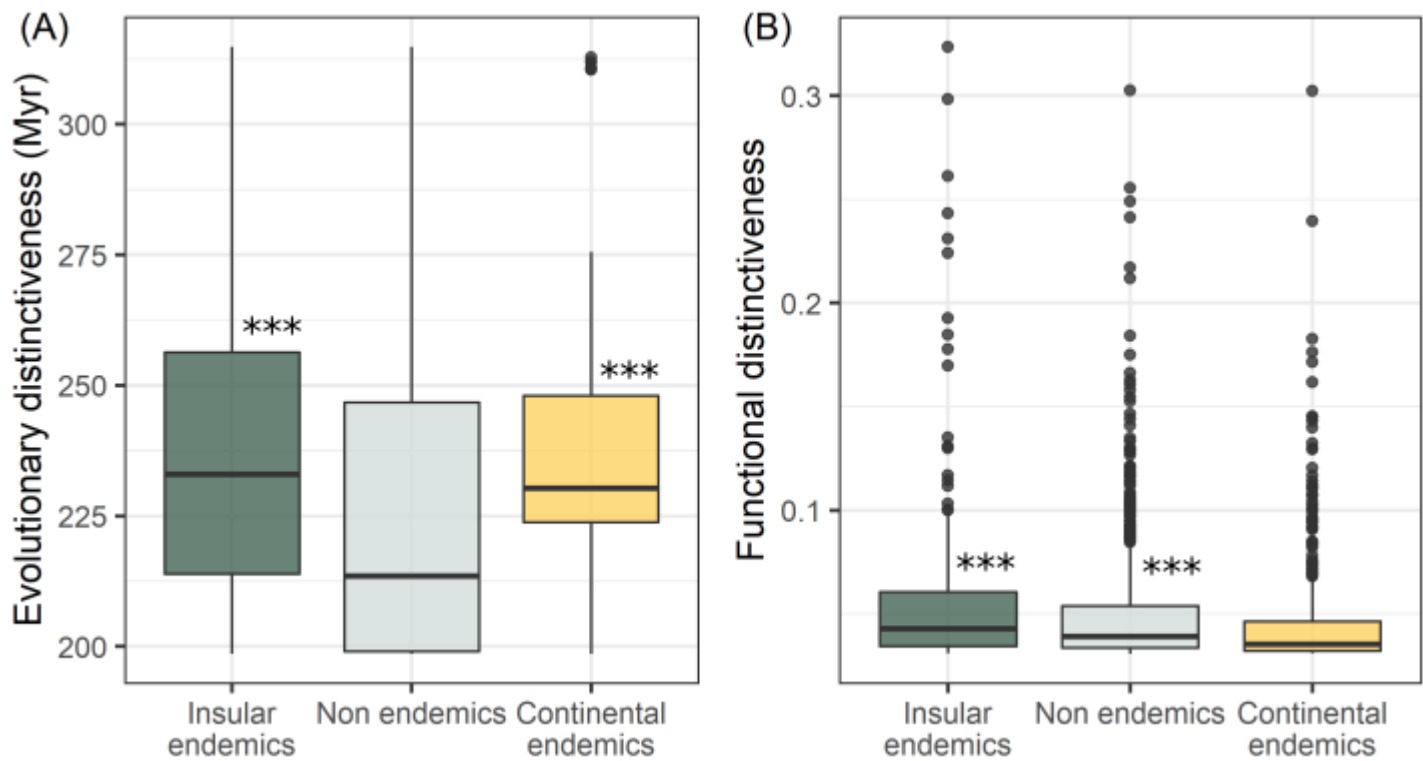 (A)
Evolutionary distinctiveness (Myr)
300
275
250
225
200
***
***
Insular
endemics
Non endemics
Continental
endemics
(B)
Functional distinctiveness
0.3
0.2
0.1
***
***
Insular
endemics
Non endemics
Continental
endemics